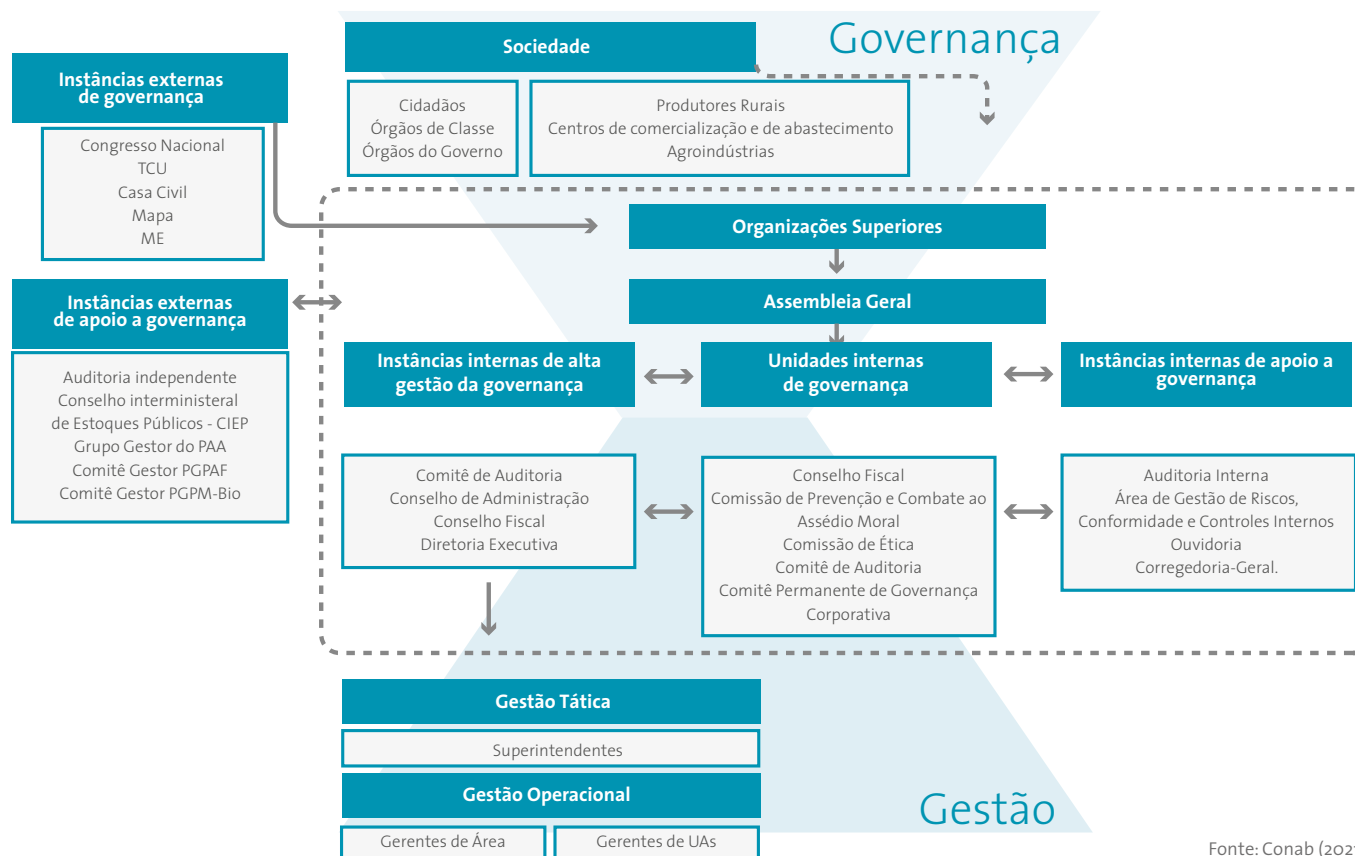 Governança
Sociedade
Cidadãos
Órgãos de Classe
Órgãos do Governo
Produtores Rurais
Centros de comercialização e de abastecimento
Agroindústrias
Instâncias externas
de governança
Congresso Nacional
TCU
Casa Civil
Mapa
ME
Organizações Superiores
Assembleia Geral
Instâncias externas
de apoio a governança
Auditoria independente
Conselho interministeral
de Estoques Públicos - CIEP
Grupo Gestor do PAA
Comitê Gestor PGPAF
Comitê Gestor PGPM-Bio
Instâncias internas de alta
gestão da governança
Unidades internas
de governança
Instâncias internas de apoio a
governança
Comitê de Auditoria
Conselho de Administração
Conselho Fiscal
Diretoria Executiva
Conselho Fiscal
Comissão de Prevenção e Combate ao
Assédio Moral
Comissão de Ética
Comitê de Auditoria
Comitê Permanente de Governança
Corporativa
Auditoria Interna
Área de Gestão de Riscos,
Conformidade e Controles Internos
Ouvidoria
Corregedoria-Geral.
Gestão Tática
Superintendentes
Gestão Operacional
Gerentes de Área
Gerentes de UAs
Gestão
Fonte: Conab (202